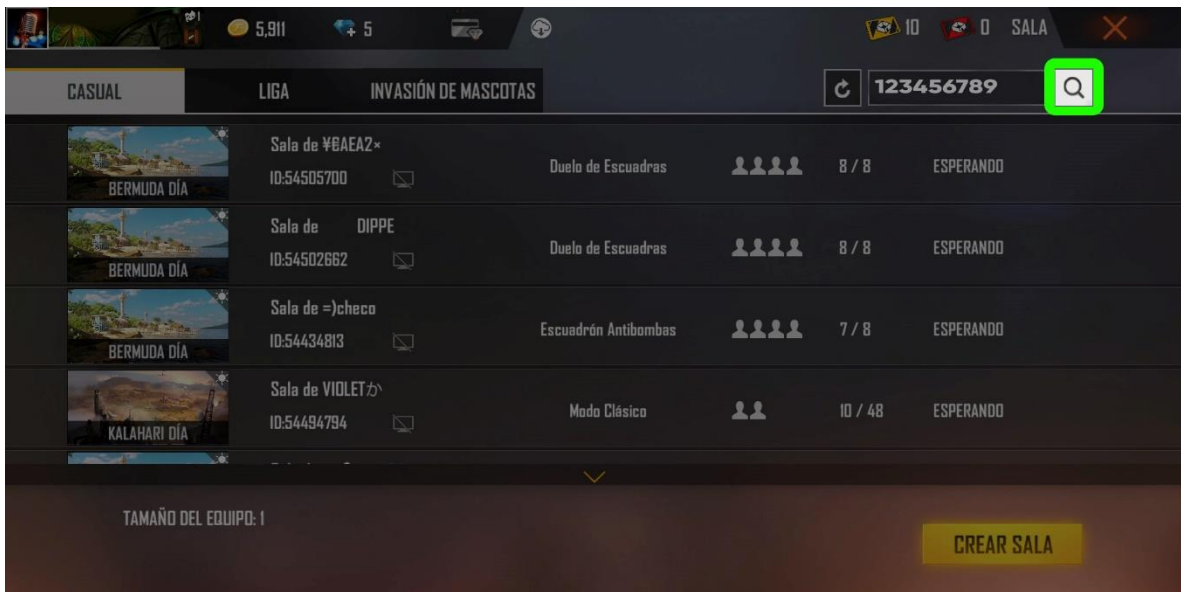 5,911 5 10 0 SALA
CASUAL LIGA INVASIÓN DE MASCOTAS 123456789
Sala de ¥₿AEA2×
BERMUDA DÍA ID:54505700 Duelo de Escuadras 8 / 8 ESPERANDO
Sala de DIPPE
BERMUDA DÍA ID:54502662 Duelo de Escuadras 8 / 8 ESPERANDO
Sala de =)checo
BERMUDA DÍA ID:54434813 Escuadrón Antibombas 7 / 8 ESPERANDO
Sala de VIOLETか
KALAHARI DÍA ID:54494794 Modo Clásico 10 / 48 ESPERANDO
TAMAÑO DEL EQUIPO: 1
CREAR SALA